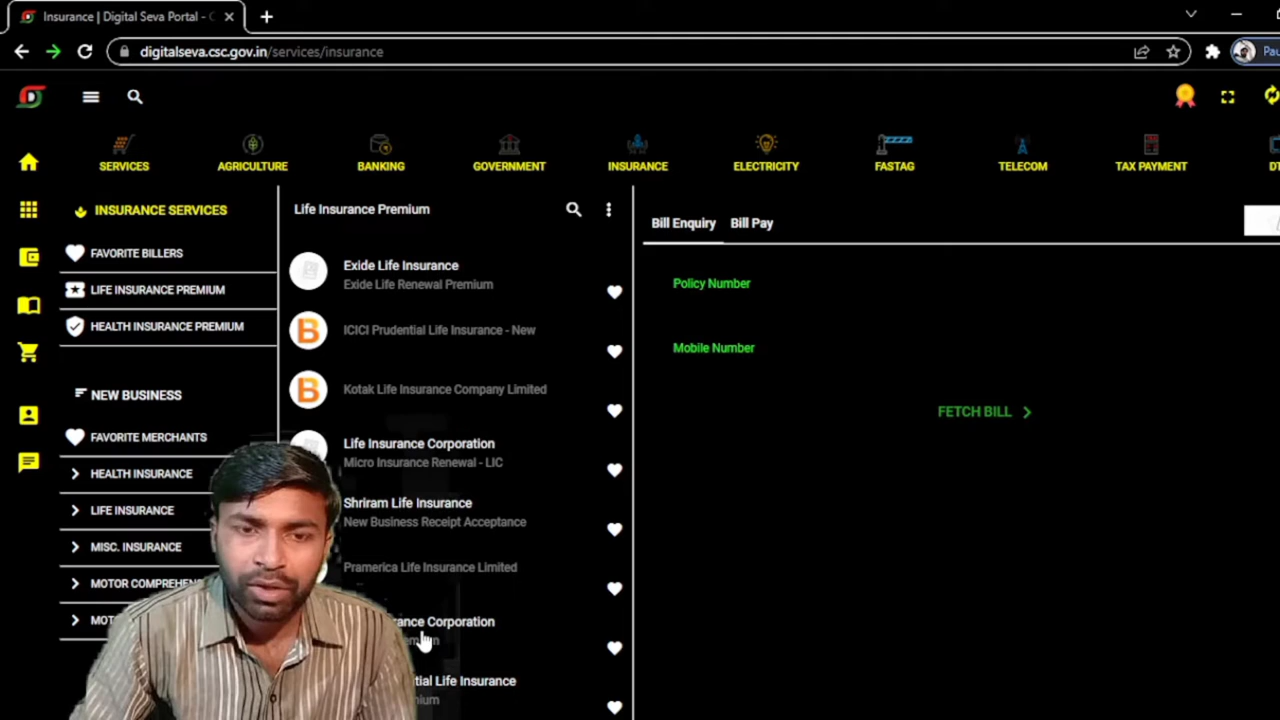 Insurance | Digital Seva Portal -
digitalseva.csc.gov.in/services/insurance
SERVICES
AGRICULTURE
BANKING
GOVERNMENT
INSURANCE
ELECTRICITY
FASTAG
TELECOM
TAX PAYMENT
INSURANCE SERVICES
FAVORITE BILLERS
LIFE INSURANCE PREMIUM
HEALTH INSURANCE PREMIUM
NEW BUSINESS
FAVORITE MERCHANTS
HEALTH INSURANCE
LIFE INSURANCE
MISC. INSURANCE
MOTOR
Life Insurance Premium
Exide Life Insurance
Exide Life Renewal Premium
B
ICICI Prudential Life Insurance - New
B
Kotak Life Insurance Company Limited
Life Insurance Corporation
Micro Insurance Renewal - LIC
Shriram Life Insurance
New Business Receipt Acceptance
Pramerica Life Insurance Limited
Corporation
Life Insurance
Bill Enquiry Bill Pay
Policy Number
Mobile Number
FETCH BILL